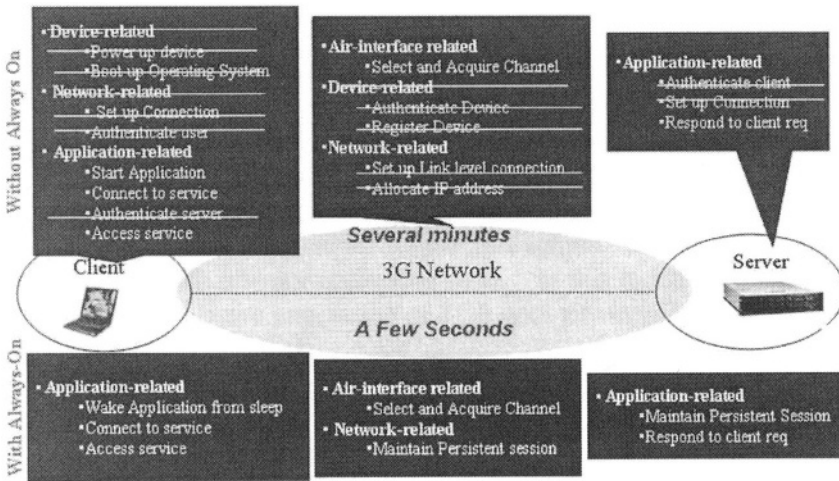 Without Always On
• Device-related
•Power up device
•Boot up Operating System
• Network-related
• Set up Connection
•Authenticate user
• Application-related
•Start Application
•Connect to service
•Authenticate server
•Access service
• Air-interface related
•Select and Acquire Channel
• Device-related
•Authenticate Device
•Register Device
• Network-related
•Set up Link level connection
•Allocate IP address
• Application-related
•Authenticate client
•Set up Connection
•Respond to client req
Several minutes
Client
3G Network
Server
A Few Seconds
With Always-On
• Application-related
•Wake Application from sleep
•Connect to service
•Access service
• Air-interface related
•Select and Acquire Channel
• Network-related
•Maintain Persistent session
• Application-related
•Maintain Persistent Session
•Respond to client req